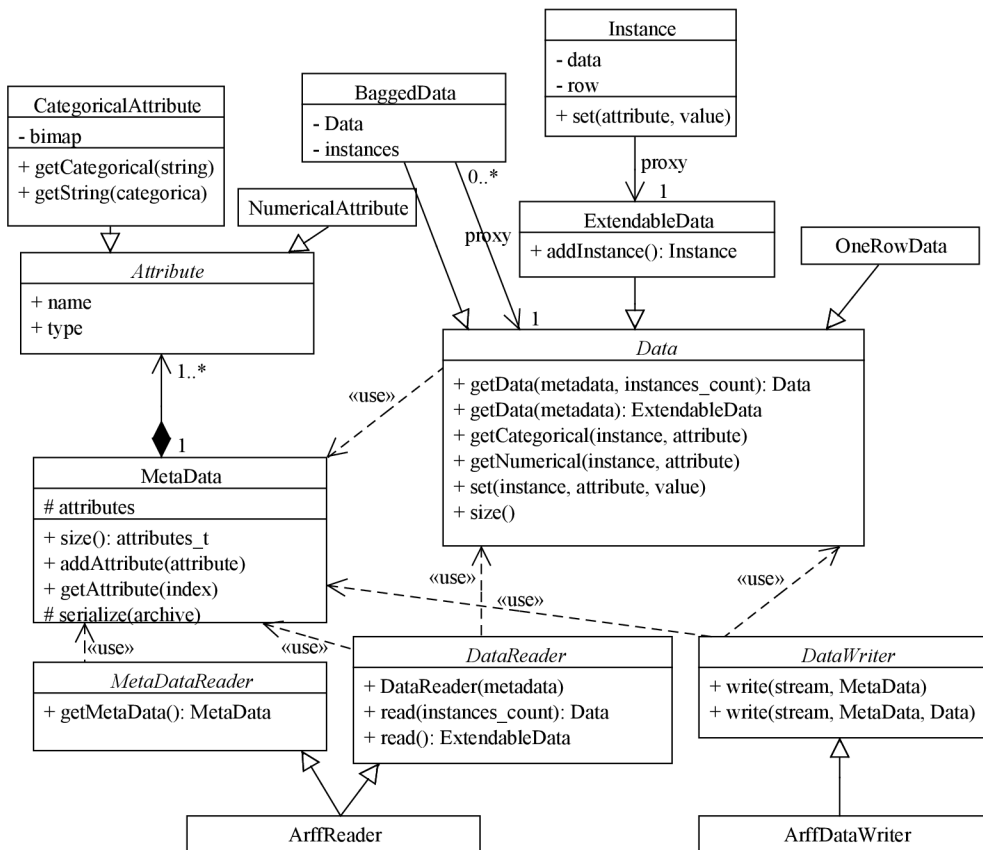 Instance
- data
- row
+ set(attribute, value)
BaggedData
- Data
- instances
CategoricalAttribute
- bimap
+ getCategorical(string)
+ getString(categorica)
NumericalAttribute
0..*
proxy
1
proxy
1
ExtendableData
+ addInstance(): Instance
OneRowData
Attribute
+ name
+ type
1..*
1
«use»
Data
+ getData(metadata, instances_count): Data
+ getData(metadata): ExtendableData
+ getCategorical(instance, attribute)
+ getNumerical(instance, attribute)
+ set(instance, attribute, value)
+ size()
MetaData
# attributes
+ size(): attributes_t
+ addAttribute(attribute)
+ getAttribute(index)
# serialize(archive)
«use»
«use»
«use»
«use»
«use»
MetaDataReader
+ getMetaData(): MetaData
DataReader
+ DataReader(metadata)
+ read(instances_count): Data
+ read(): ExtendableData
DataWriter
+ write(stream, MetaData)
+ write(stream, MetaData, Data)
ArffReader
ArffDataWriter